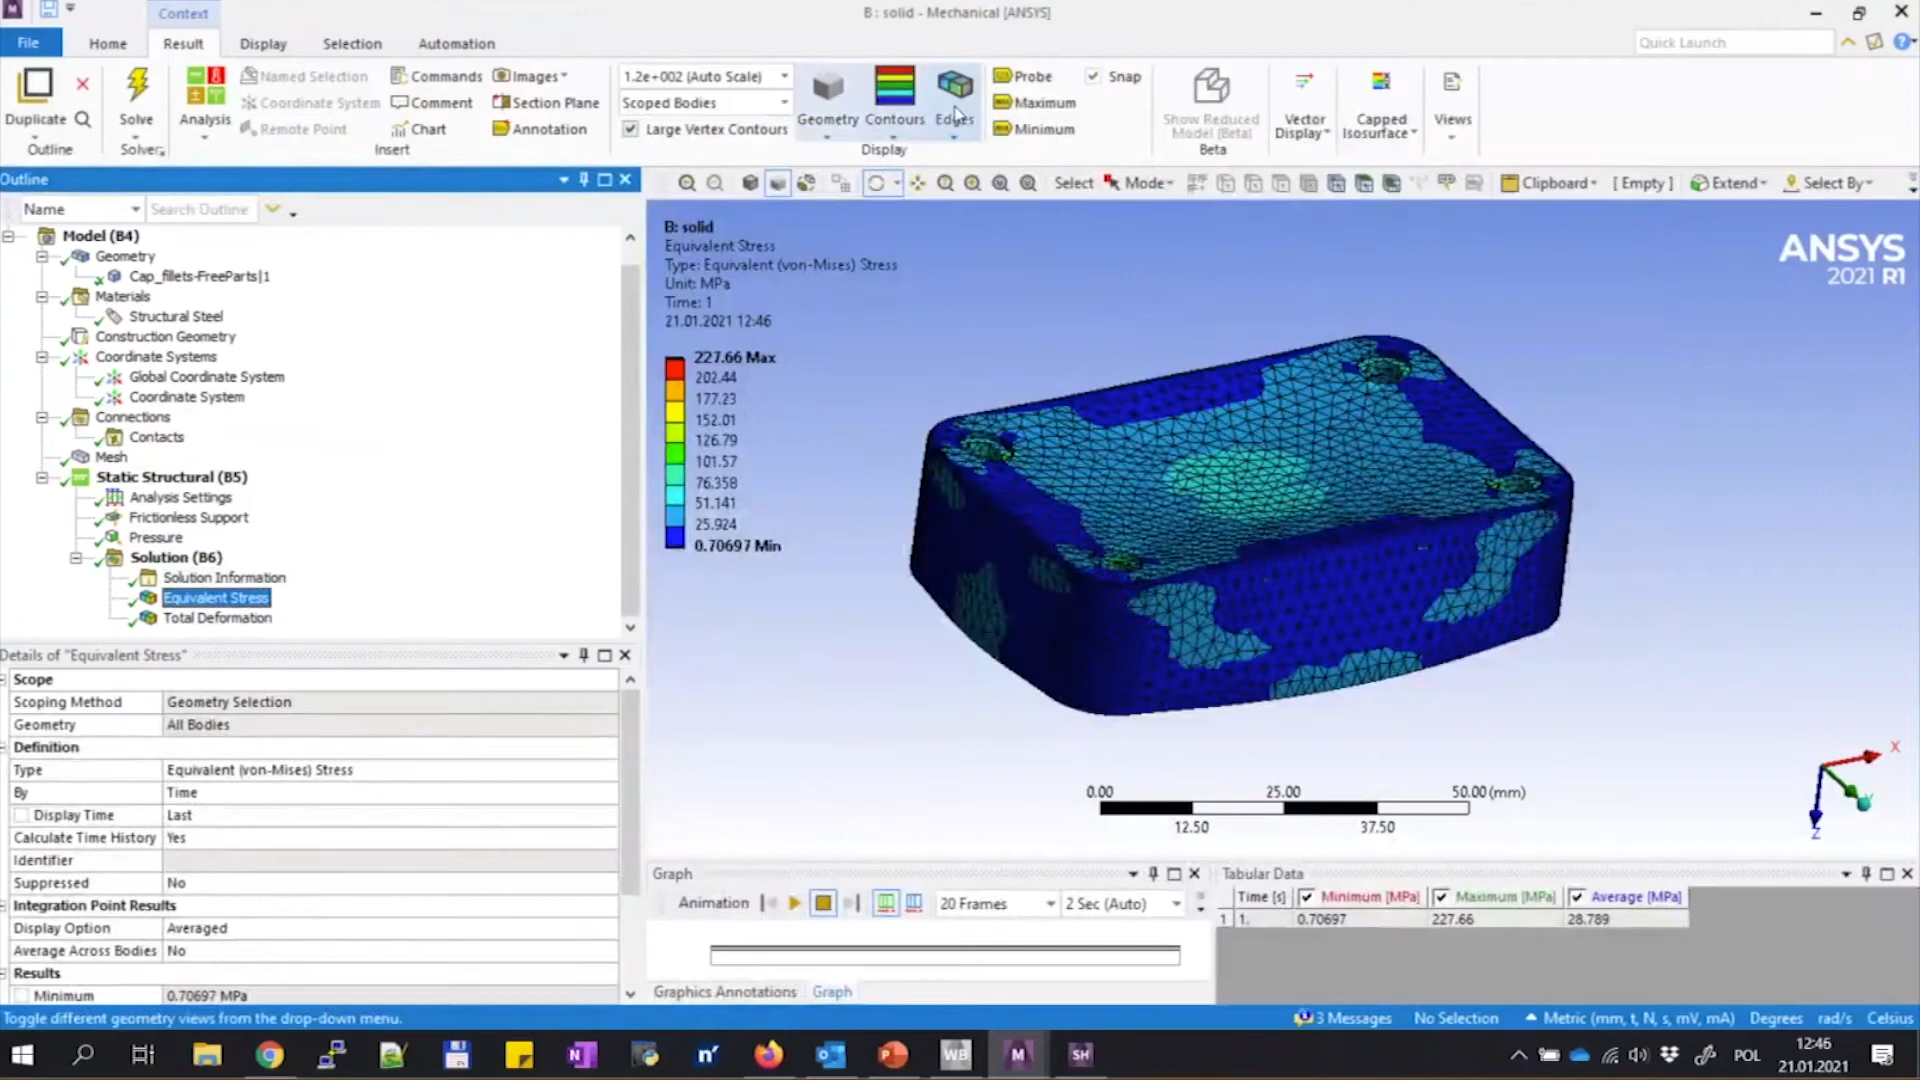 Context
B : solid - Mechanical [ANSYS]
File Home Result Display Selection Automation
Quick Launch
Duplicate
Outline
Solve
Solver
Analysis
Named Selection
Coordinate System
Remote Point
Commands
Comment
Chart
Images
Section Plane
Annotation
Insert
1.2e+002 (Auto Scale)
Scoped Bodies
Large Vertex Contours
Geometry
Contours
Edges
Display
Probe
Maximum
Minimum
Snap
Show Reduced
Model (Beta)
Beta
Vector
Display
Capped
Isosurface
Views
Outline
Select Mode Clipboard [ Empty ] Extend Select By
Name Search Outline
Model (B4)
Geometry
Cap_fillets-FreeParts|1
Materials
Structural Steel
Construction Geometry
Coordinate Systems
Global Coordinate System
Coordinate System
Connections
Contacts
Mesh
Static Structural (B5)
Analysis Settings
Frictionless Support
Pressure
Solution (B6)
Solution Information
Equivalent Stress
Total Deformation
B: solid
Equivalent Stress
Type: Equivalent (von-Mises) Stress
Unit: MPa
Time: 1
21.01.2021 12:46
227.66 Max
202.44
177.23
152.01
126.79
101.57
76.358
51.141
25.924
0.70697 Min
ANSYS
2021 R1
0.00 25.00 50.00 (mm)
12.50 37.50
X
Y
Z
Details of "Equivalent Stress"
Scope
Scoping Method Geometry Selection
Geometry All Bodies
Definition
Type Equivalent (von-Mises) Stress
By Time
Display Time Last
Calculate Time History Yes
Identifier
Suppressed No
Integration Point Results
Display Option Averaged
Average Across Bodies No
Results
Minimum 0.70697 MPa
Graph
Animation 20 Frames 2 Sec (Auto)
Graphics Annotations Graph
Tabular Data
Time [s] Minimum [MPa] Maximum [MPa] Average [MPa]
1 1. 0.70697 227.66 28.789
Toggle different geometry views from the drop-down menu.
3 Messages No Selection Metric (mm, t, N, s, mV, mA) Degrees rad/s Celsius
N n' P WB M SH
POL
12:46
21.01.2021